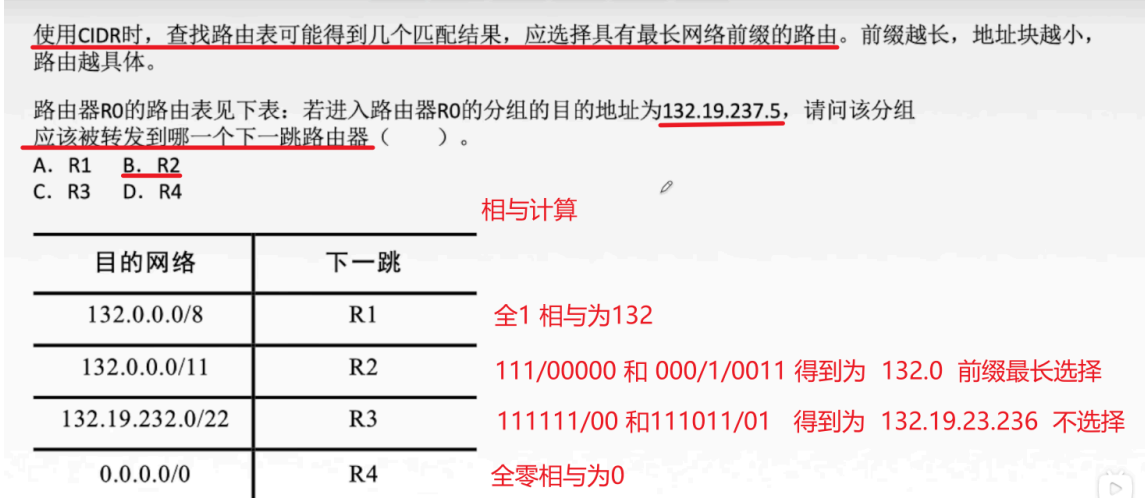 使用CIDR时，查找路由表可能得到几个匹配结果，应选择具有最长网络前缀的路由。前缀越长，地址块越小，
路由越具体。
路由器R0的路由表见下表：若进入路由器R0的分组的目的地址为132.19.237.5，请问该分组
应该被转发到哪一个下一跳路由器（　　）。
A. R1　B. R2
C. R3　D. R4
相与计算
目的网络　下一跳
132.0.0.0/8　R1　全1 相与为132
132.0.0.0/11　R2　111/00000 和 000/1/0011 得到为 132.0 前缀最长选择
132.19.232.0/22　R3　111111/00 和111011/01 得到为 132.19.23.236 不选择
0.0.0.0/0　R4　全零相与为0